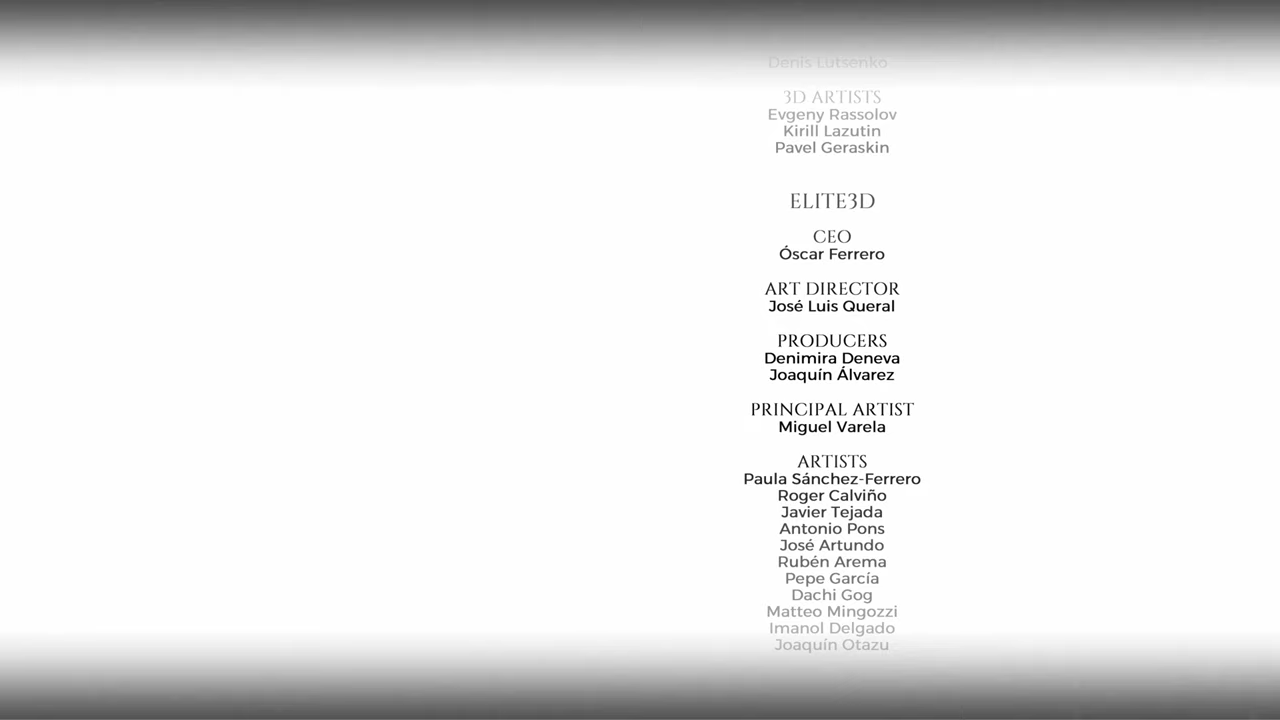 Denis Lutsenko
3D ARTISTS
Evgeny Rassolov
Kirill Lazutin
Pavel Geraskin
ELITE3D
CEO
Óscar Ferrero
ART DIRECTOR
José Luis Queral
PRODUCERS
Denimira Deneva
Joaquín Álvarez
PRINCIPAL ARTIST
Miguel Varela
ARTISTS
Paula Sánchez-Ferrero
Roger Calviño
Javier Tejada
Antonio Pons
José Artundo
Rubén Arema
Pepe García
Dachi Gog
Matteo Mingozzi
Imanol Delgado
Joaquín Otazu